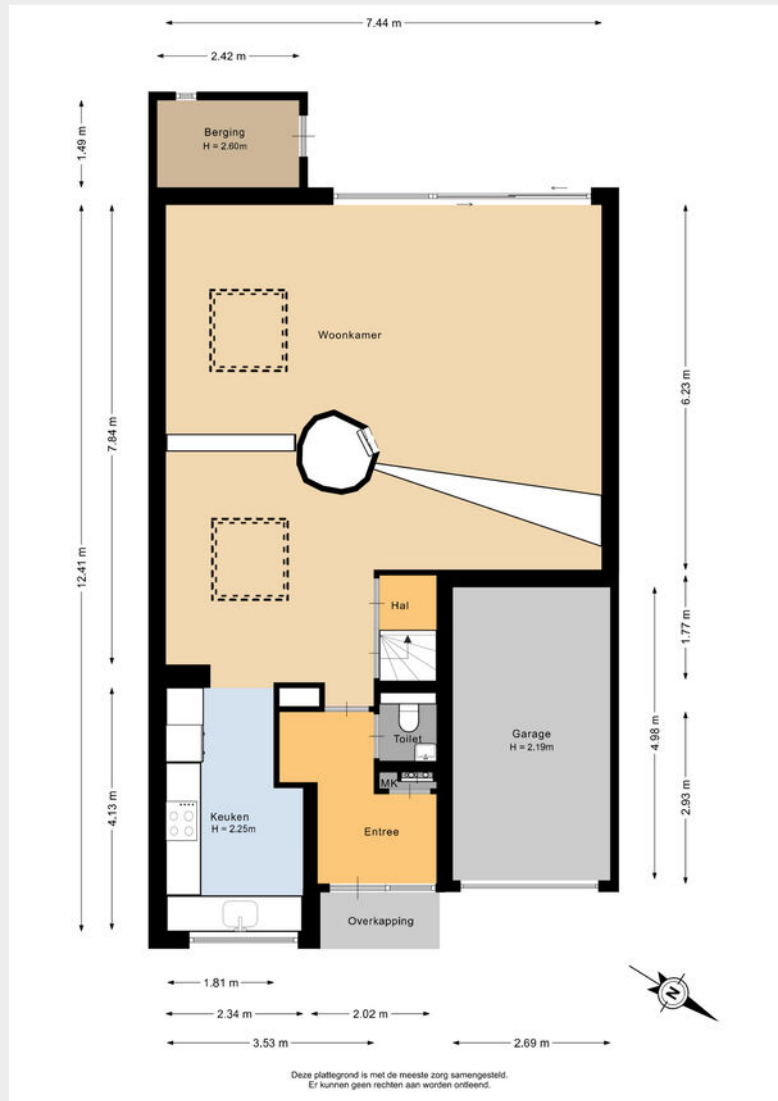 7.44 m
2.42 m
1.49 m
Berging
H = 2.60m
Woonkamer
6.23 m
7.84 m
12.41 m
Hal
1.77 m
4.98 m
Garage
H = 2.19m
Toilet
2.93 m
MK
4.13 m
Keuken
H = 2.25m
Entree
Overkapping
1.81 m
2.34 m
2.02 m
3.53 m
2.69 m
N
Deze plattegrond is met de meeste zorg samengesteld.
Er kunnen geen rechten aan worden ontleend.